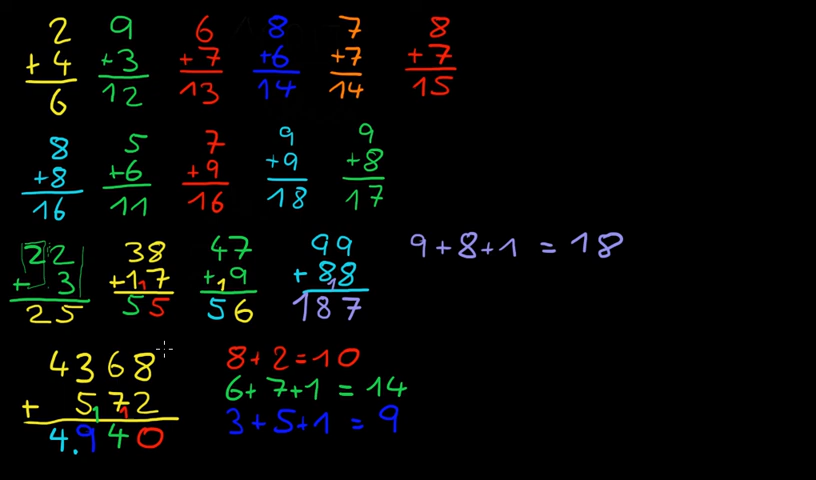 2 9 6 8 7 8
+4 +3 +7 +6 +7 +7
6 12 13 14 14 15
8 5 7 9 9
+8 +6 +9 +9 +8
16 11 16 18 17
22 38 47 99 9+8+1 = 18
+ 3 +117 +19 +818
25 55 56 187
4368 8+2=10
+ 51712 6+7+1 = 14
4.940 3+5+1 = 9